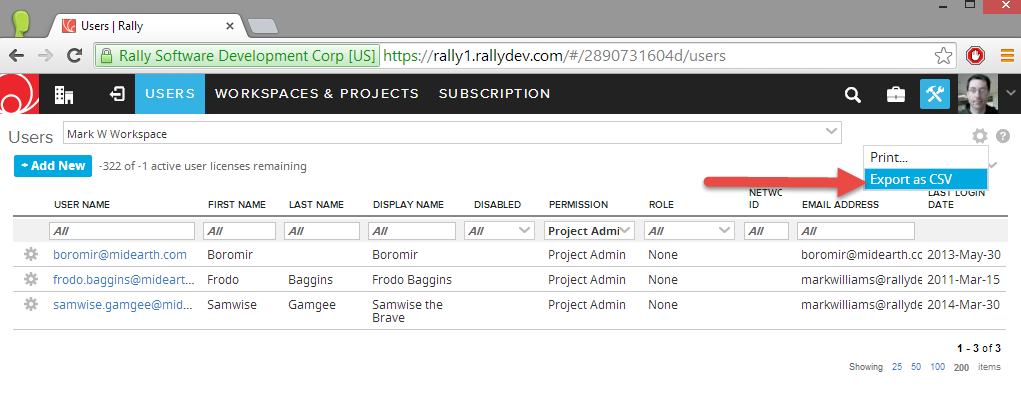 Users | Rally
Rally Software Development Corp [US] https://rally1.rallydev.com/#/2890731604d/users
USERS WORKSPACES & PROJECTS SUBSCRIPTION
Users Mark W Workspace
+ Add New -322 of -1 active user licenses remaining
Print...
Export as CSV
USER NAME FIRST NAME LAST NAME DISPLAY NAME DISABLED PERMISSION ROLE NETWC ID EMAIL ADDRESS LAST LOGIN DATE
All All All All All Project Admi All All All
boromir@midearth.com Boromir Boromir Project Admin None boromir@midearth.cc 2013-May-30
frodo.baggins@mideart... Frodo Baggins Frodo Baggins Project Admin None markwilliams@rallyde 2011-Mar-15
samwise.gamgee@mid... Samwise Gamgee Samwise the Brave Project Admin None markwilliams@rallyde 2014-Mar-30
1 - 3 of 3
Showing 25 50 100 200 items